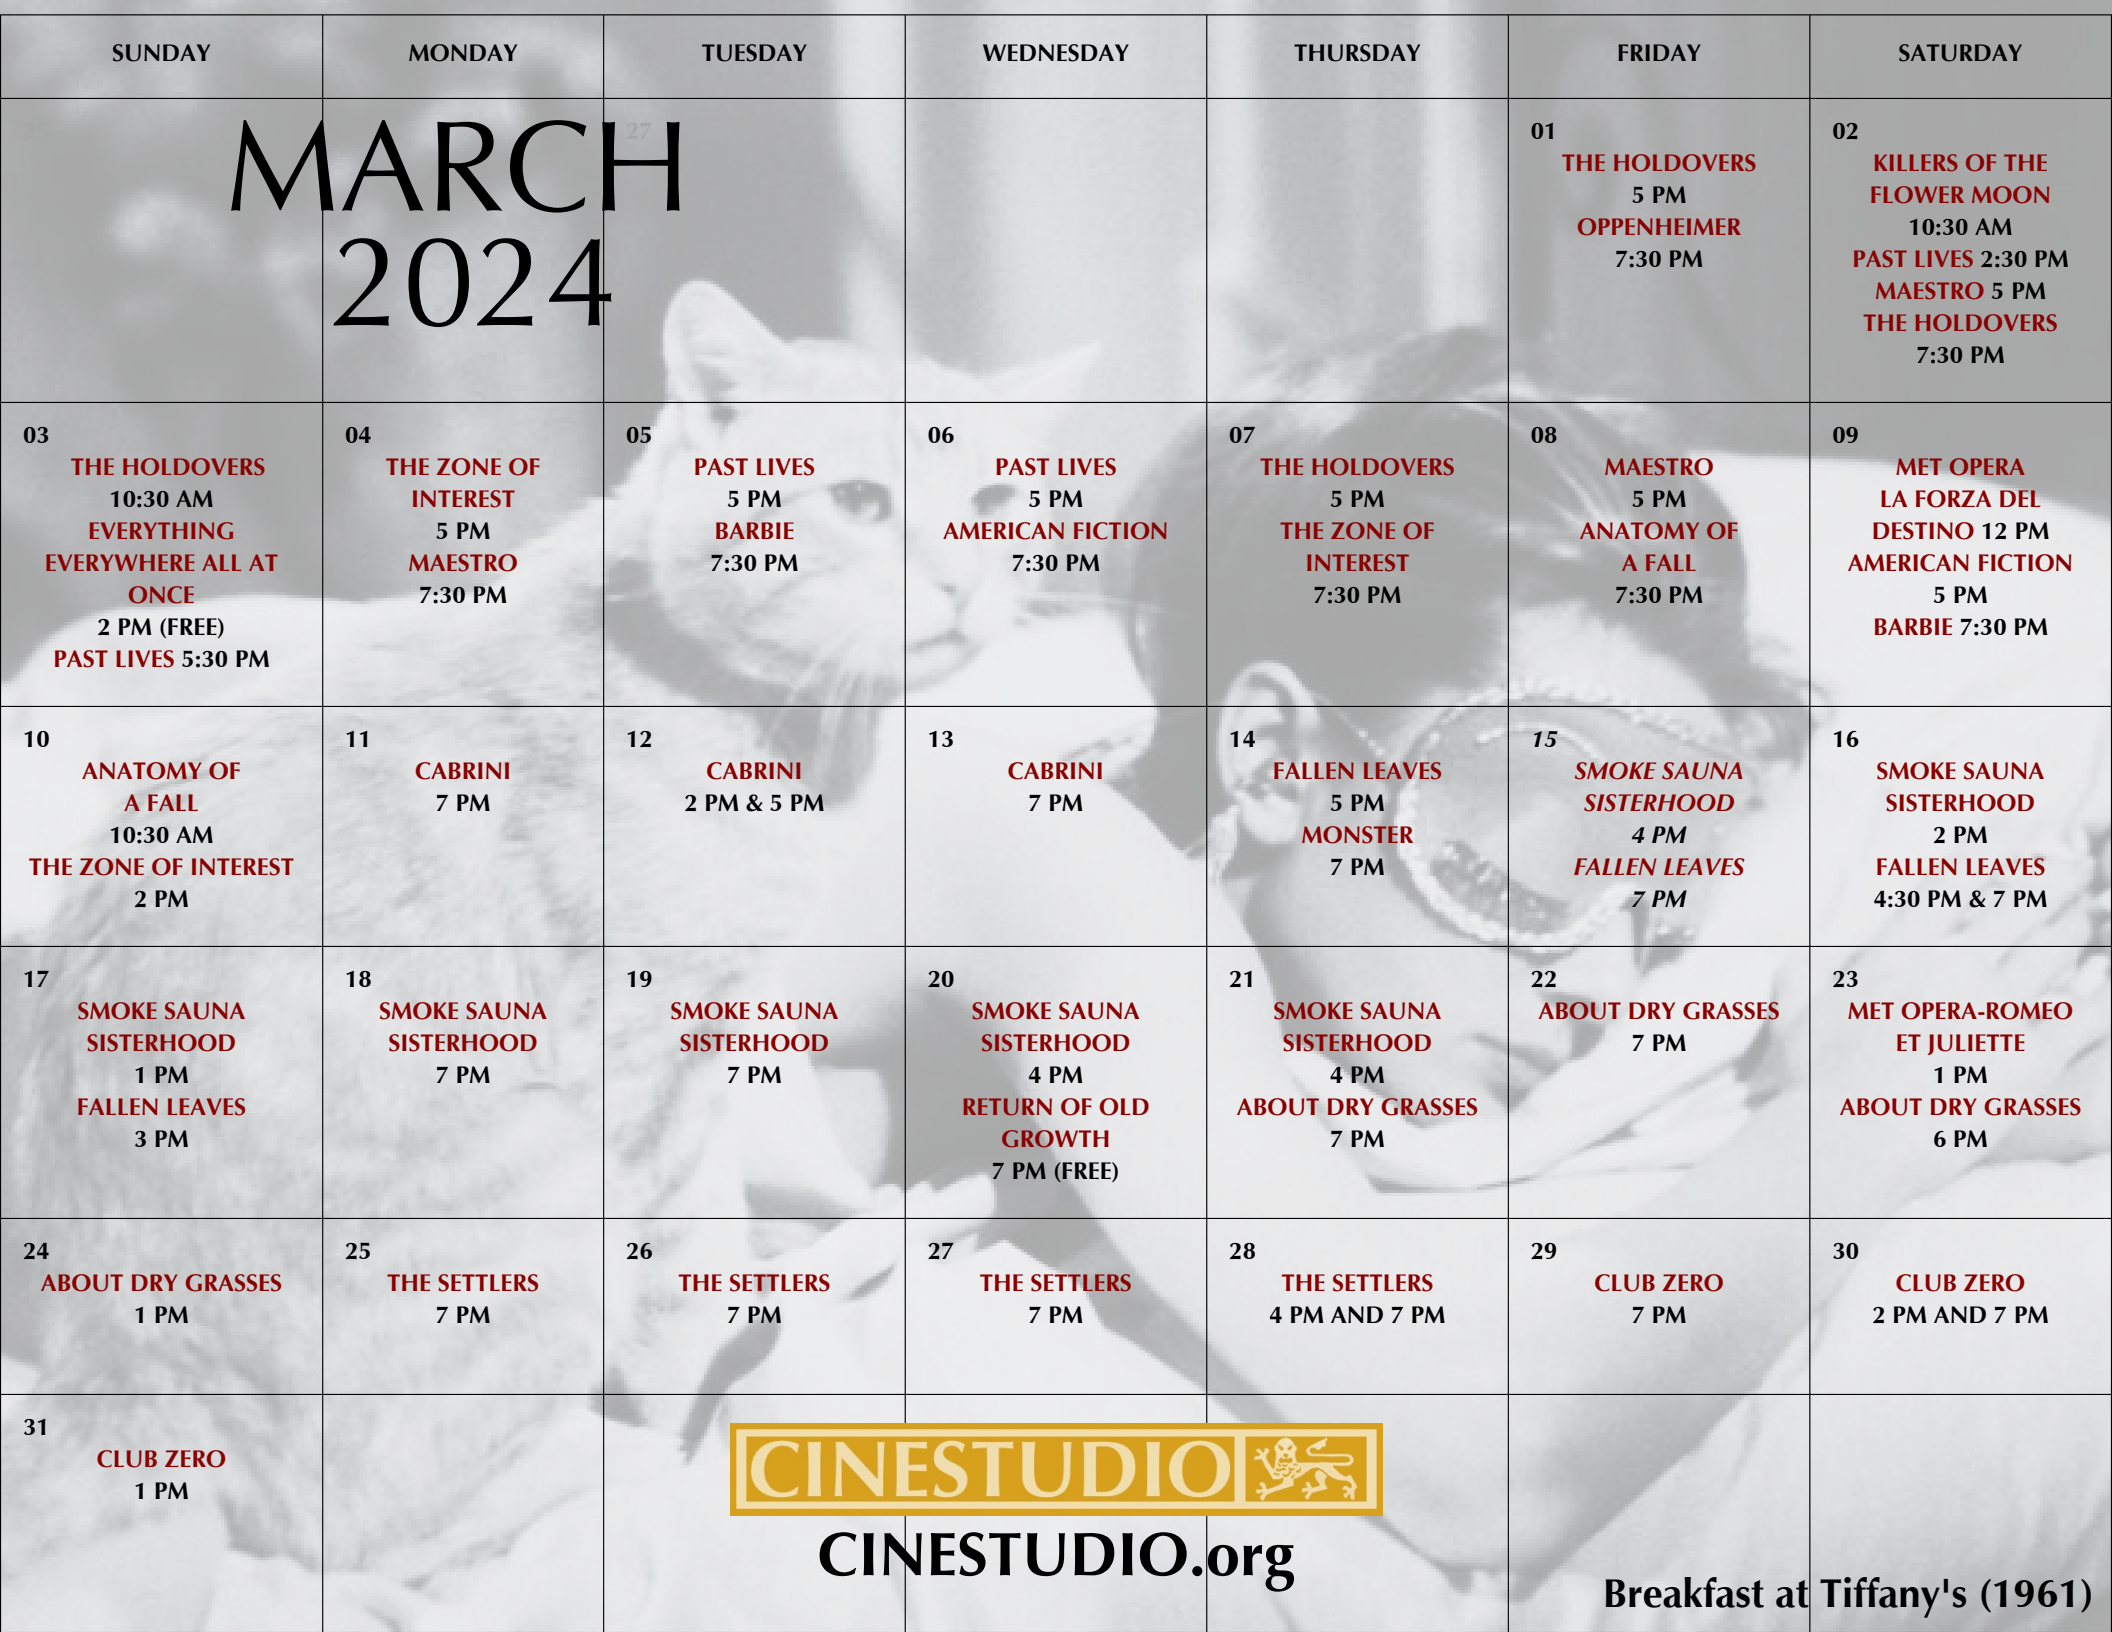 SUNDAY MONDAY TUESDAY WEDNESDAY THURSDAY FRIDAY SATURDAY
MARCH
2024
27
01
THE HOLDOVERS
5 PM
OPPENHEIMER
7:30 PM
02
KILLERS OF THE
FLOWER MOON
10:30 AM
PAST LIVES 2:30 PM
MAESTRO 5 PM
THE HOLDOVERS
7:30 PM
03
THE HOLDOVERS
10:30 AM
EVERYTHING
EVERYWHERE ALL AT
ONCE
2 PM (FREE)
PAST LIVES 5:30 PM
04
THE ZONE OF
INTEREST
5 PM
MAESTRO
7:30 PM
05
PAST LIVES
5 PM
BARBIE
7:30 PM
06
PAST LIVES
5 PM
AMERICAN FICTION
7:30 PM
07
THE HOLDOVERS
5 PM
THE ZONE OF
INTEREST
7:30 PM
08
MAESTRO
5 PM
ANATOMY OF
A FALL
7:30 PM
09
MET OPERA
LA FORZA DEL
DESTINO 12 PM
AMERICAN FICTION
5 PM
BARBIE 7:30 PM
10
ANATOMY OF
A FALL
10:30 AM
THE ZONE OF INTEREST
2 PM
11
CABRINI
7 PM
12
CABRINI
2 PM & 5 PM
13
CABRINI
7 PM
14
FALLEN LEAVES
5 PM
MONSTER
7 PM
15
SMOKE SAUNA
SISTERHOOD
4 PM
FALLEN LEAVES
7 PM
16
SMOKE SAUNA
SISTERHOOD
2 PM
FALLEN LEAVES
4:30 PM & 7 PM
17
SMOKE SAUNA
SISTERHOOD
1 PM
FALLEN LEAVES
3 PM
18
SMOKE SAUNA
SISTERHOOD
7 PM
19
SMOKE SAUNA
SISTERHOOD
7 PM
20
SMOKE SAUNA
SISTERHOOD
4 PM
RETURN OF OLD
GROWTH
7 PM (FREE)
21
SMOKE SAUNA
SISTERHOOD
4 PM
ABOUT DRY GRASSES
7 PM
22
ABOUT DRY GRASSES
7 PM
23
MET OPERA-ROMEO
ET JULIETTE
1 PM
ABOUT DRY GRASSES
6 PM
24
ABOUT DRY GRASSES
1 PM
25
THE SETTLERS
7 PM
26
THE SETTLERS
7 PM
27
THE SETTLERS
7 PM
28
THE SETTLERS
4 PM AND 7 PM
29
CLUB ZERO
7 PM
30
CLUB ZERO
2 PM AND 7 PM
31
CLUB ZERO
1 PM
CINESTUDIO
CINESTUDIO.org
Breakfast at Tiffany's (1961)